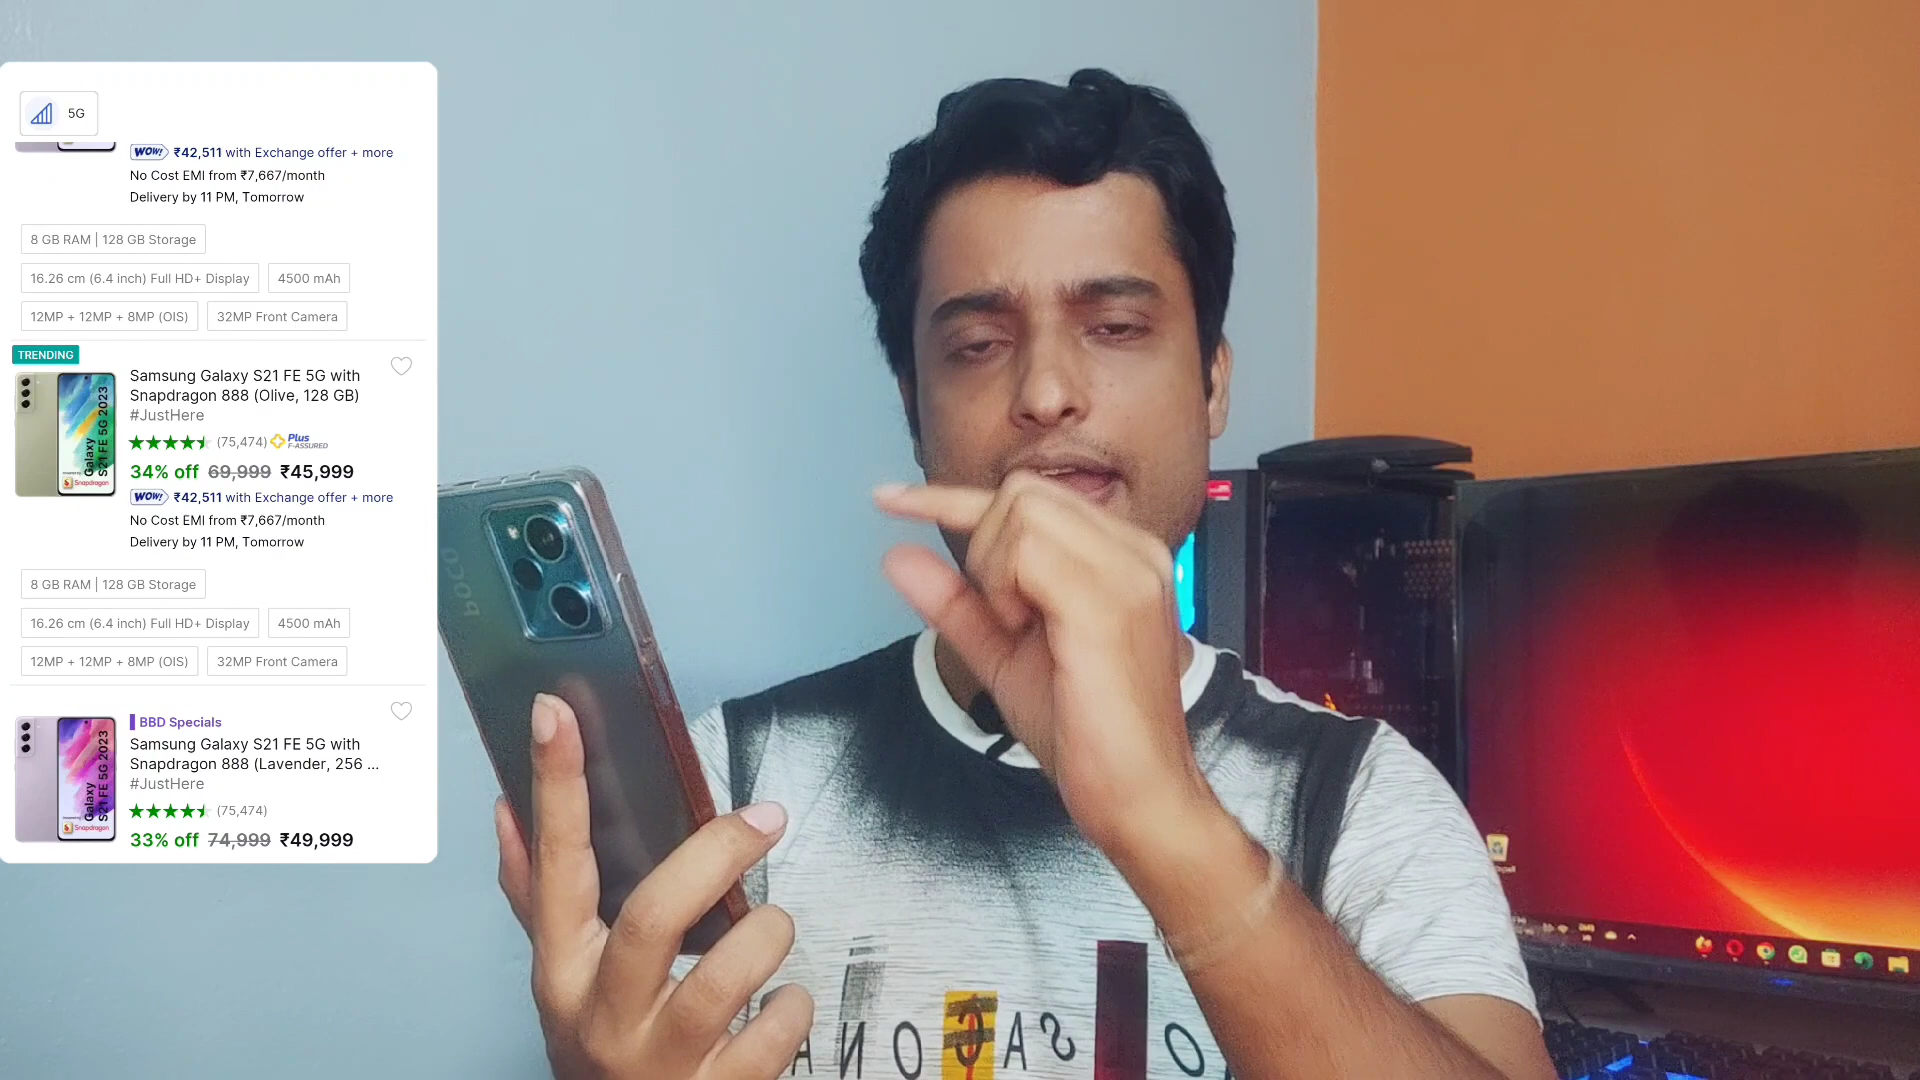 5G
WOW! ₹42,511 with Exchange offer + more
No Cost EMI from ₹7,667/month
Delivery by 11 PM, Tomorrow
8 GB RAM | 128 GB Storage
16.26 cm (6.4 inch) Full HD+ Display
4500 mAh
12MP + 12MP + 8MP (OIS)
32MP Front Camera
TRENDING
Samsung Galaxy S21 FE 5G with
Snapdragon 888 (Olive, 128 GB)
#JustHere
(75,474) Plus
F-ASSURED
34% off 69,999 ₹45,999
WOW! ₹42,511 with Exchange offer + more
No Cost EMI from ₹7,667/month
Delivery by 11 PM, Tomorrow
Galaxy
S21 FE 5G 2023
Snapdragon
8 GB RAM | 128 GB Storage
16.26 cm (6.4 inch) Full HD+ Display
4500 mAh
12MP + 12MP + 8MP (OIS)
32MP Front Camera
BBD Specials
Samsung Galaxy S21 FE 5G with
Snapdragon 888 (Lavender, 256 ...
#JustHere
(75,474)
33% off 74,999 ₹49,999
Galaxy
S21 FE 5G 2023
Snapdragon
POCO